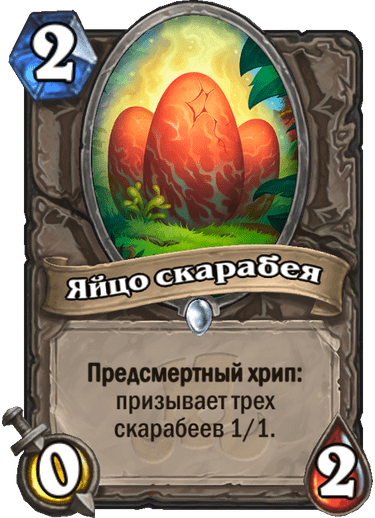 2
Яйцо скарабея
Предсмертный хрип:
призывает трех
скарабеев 1/1.
0
2